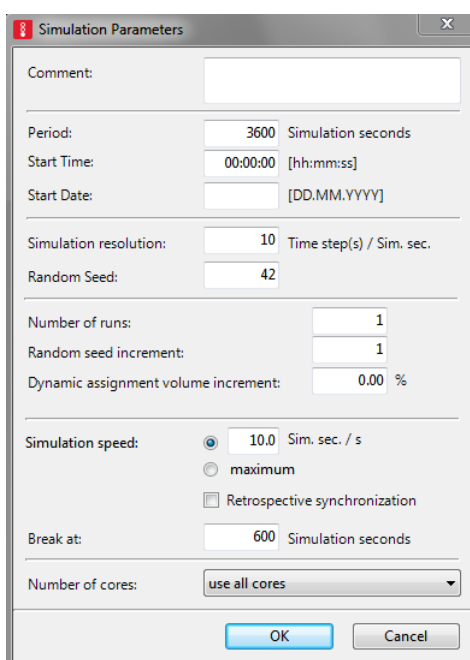 Simulation Parameters
X
Comment:
Period: 3600 Simulation seconds
Start Time: 00:00:00 [hh:mm:ss]
Start Date: [DD.MM.YYYY]
Simulation resolution: 10 Time step(s) / Sim. sec.
Random Seed: 42
Number of runs: 1
Random seed increment: 1
Dynamic assignment volume increment: 0.00 %
Simulation speed: 10.0 Sim. sec. / s
maximum
Retrospective synchronization
Break at: 600 Simulation seconds
Number of cores: use all cores
OK Cancel